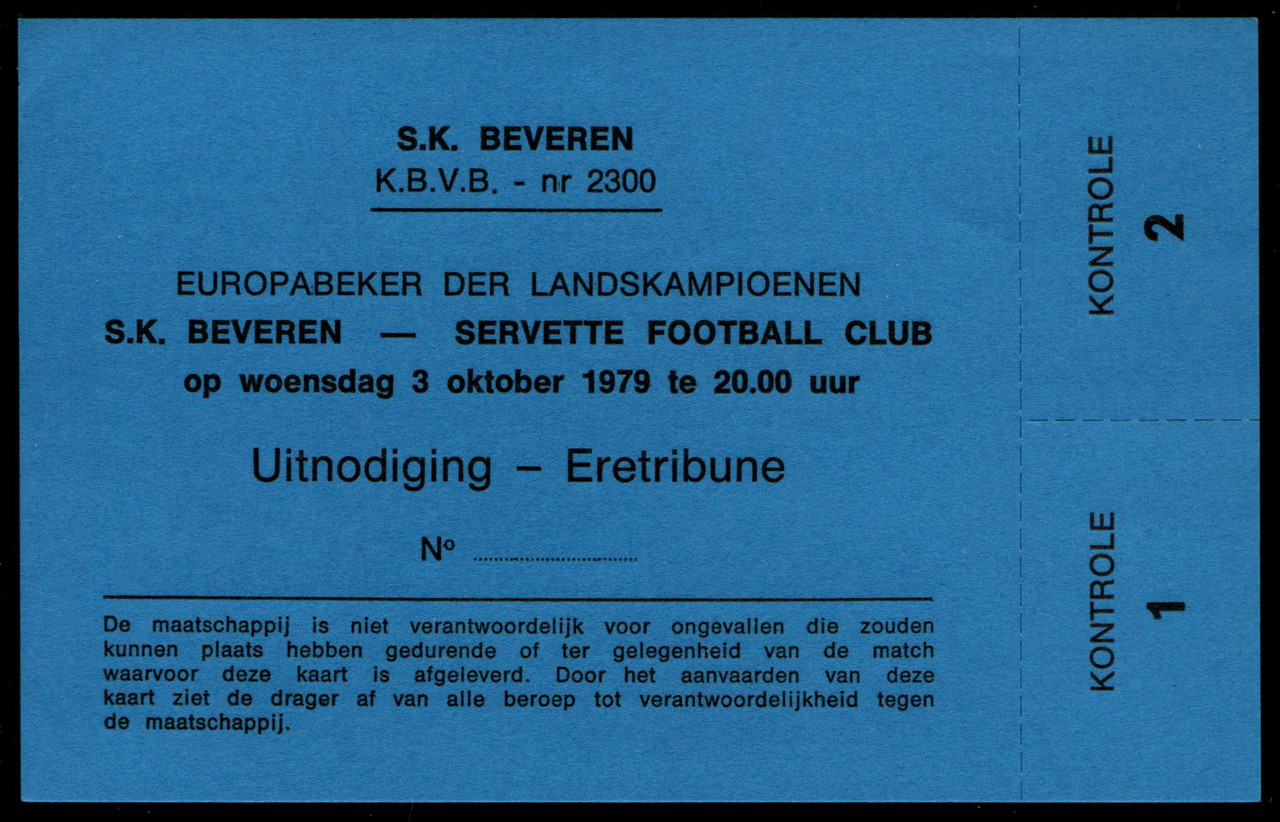 S.K. BEVEREN
K.B.V.B. - nr 2300
EUROPABEKER DER LANDSKAMPIOENEN
S.K. BEVEREN — SERVETTE FOOTBALL CLUB
op woensdag 3 oktober 1979 te 20.00 uur
Uitnodiging – Eretribune
Nº ..............................
De maatschappij is niet verantwoordelijk voor ongevallen die zouden
kunnen plaats hebben gedurende of ter gelegenheid van de match
waarvoor deze kaart is afgeleverd. Door het aanvaarden van deze
kaart ziet de drager af van alle beroep tot verantwoordelijkheid tegen
de maatschappij.
KONTROLE
2
KONTROLE
1